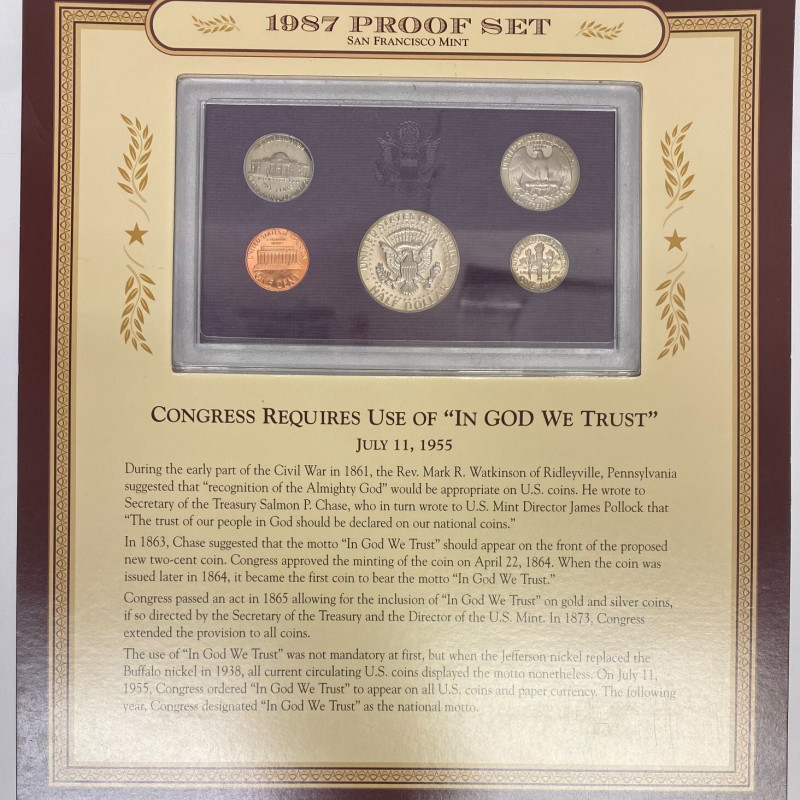 1987 PROOF SET
SAN FRANCISCO MINT
UNITED STATES OF AMERICA
HALF DOLLAR
ONE CENT
CONGRESS REQUIRES USE OF “IN GOD WE TRUST”
JULY 11, 1955
During the early part of the Civil War in 1861, the Rev. Mark R. Watkinson of Ridleyville, Pennsylvania
suggested that “recognition of the Almighty God” would be appropriate on U.S. coins. He wrote to
Secretary of the Treasury Salmon P. Chase, who in turn wrote to U.S. Mint Director James Pollock that
“The trust of our people in God should be declared on our national coins.”
In 1863, Chase suggested that the motto “In God We Trust” should appear on the front of the proposed
new two-cent coin. Congress approved the minting of the coin on April 22, 1864. When the coin was
issued later in 1864, it became the first coin to bear the motto “In God We Trust.”
Congress passed an act in 1865 allowing for the inclusion of “In God We Trust” on gold and silver coins,
if so directed by the Secretary of the Treasury and the Director of the U.S. Mint. In 1873, Congress
extended the provision to all coins.
The use of “In God We Trust” was not mandatory at first, but when the Jefferson nickel replaced the
Buffalo nickel in 1938, all current circulating U.S. coins displayed the motto nonetheless. On July 11,
1955, Congress ordered “In God We Trust” to appear on all U.S. coins and paper currency. The following
year, Congress designated “In God We Trust” as the national motto.